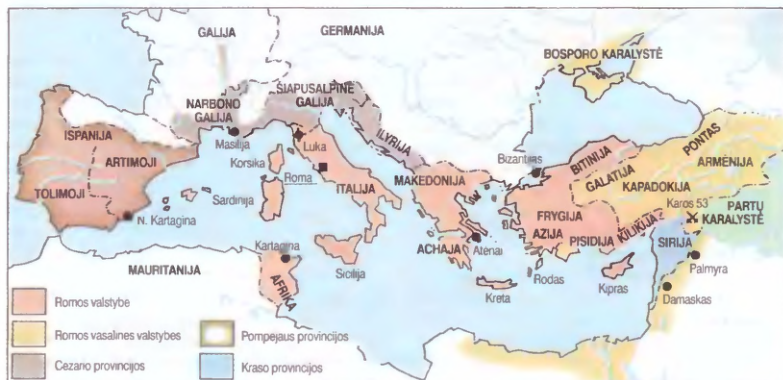 GALIJA
GERMANIJA
BOSPORO KARALYSTĖ
NARBONO
GALIJA
ŠIAPUSALPINĖ
GALIJA
ILYRIJA
ISPANIJA
ARTIMOJI
TOLIMOJI
N. Kartagina
Masilija
Luka
Korsika
Roma
Sardinija
ITALIJA
MAKEDONIJA
Bizantinas
BITINIJA
PONTAS
GALATIJA
ARMĖNIJA
KAPADOKIJA
Karos 53
PARTŲ
KARALYSTĖ
FRYGIJA
AZIJA
PISIDIJA
KILIKIJA
SIRIJA
ACHAJA
Atėnai
Kartagina
Sicilija
MAURITANIJA
AFRIKA
Kreta
Rodas
Kipras
Palmyra
Damaskas
Romos valstybė
Romos vasalinės valstybės
Cezario provincijos
Pompėjaus provincijos
Kraso provincijos